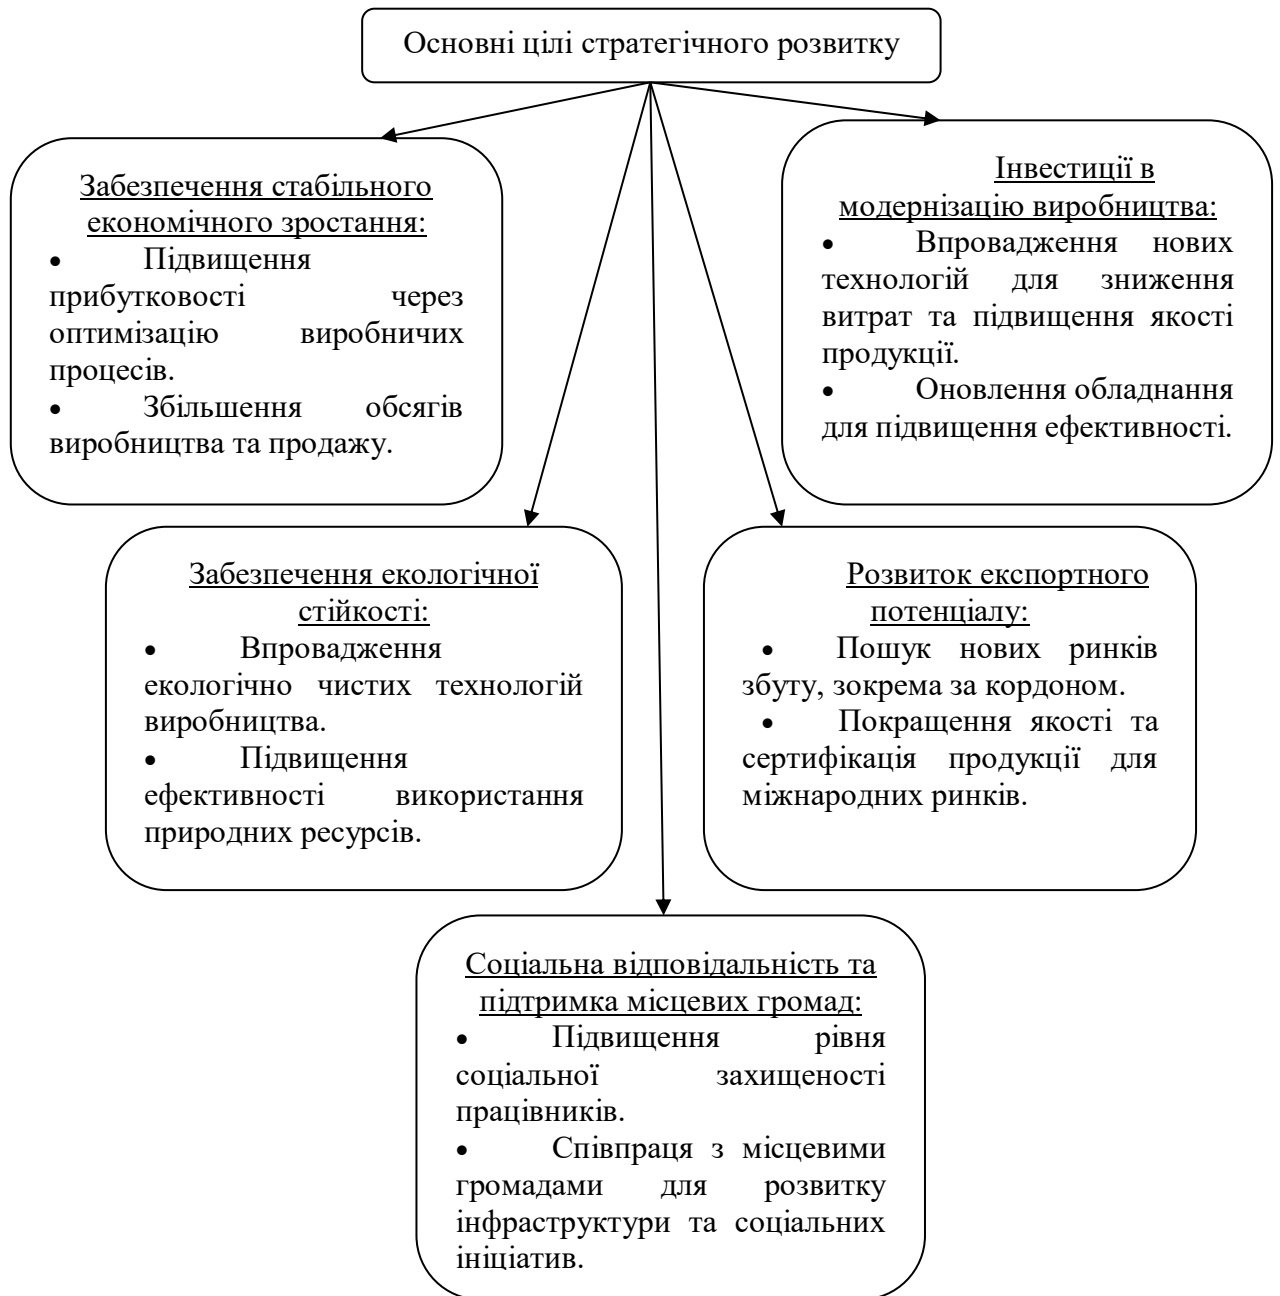 Основні цілі стратегічного розвитку
Забезпечення стабільного
економічного зростання:
• Підвищення
прибутковості через
оптимізацію виробничих
процесів.
• Збільшення обсягів
виробництва та продажу.
Інвестиції в
модернізацію виробництва:
• Впровадження нових
технологій для зниження
витрат та підвищення якості
продукції.
• Оновлення обладнання
для підвищення ефективності.
Забезпечення екологічної
стійкості:
• Впровадження
екологічно чистих технологій
виробництва.
• Підвищення
ефективності використання
природних ресурсів.
Розвиток експортного
потенціалу:
• Пошук нових ринків
збуту, зокрема за кордоном.
• Покращення якості та
сертифікація продукції для
міжнародних ринків.
Соціальна відповідальність та
підтримка місцевих громад:
• Підвищення рівня
соціальної захищеності
працівників.
• Співпраця з місцевими
громадами для розвитку
інфраструктури та соціальних
ініціатив.